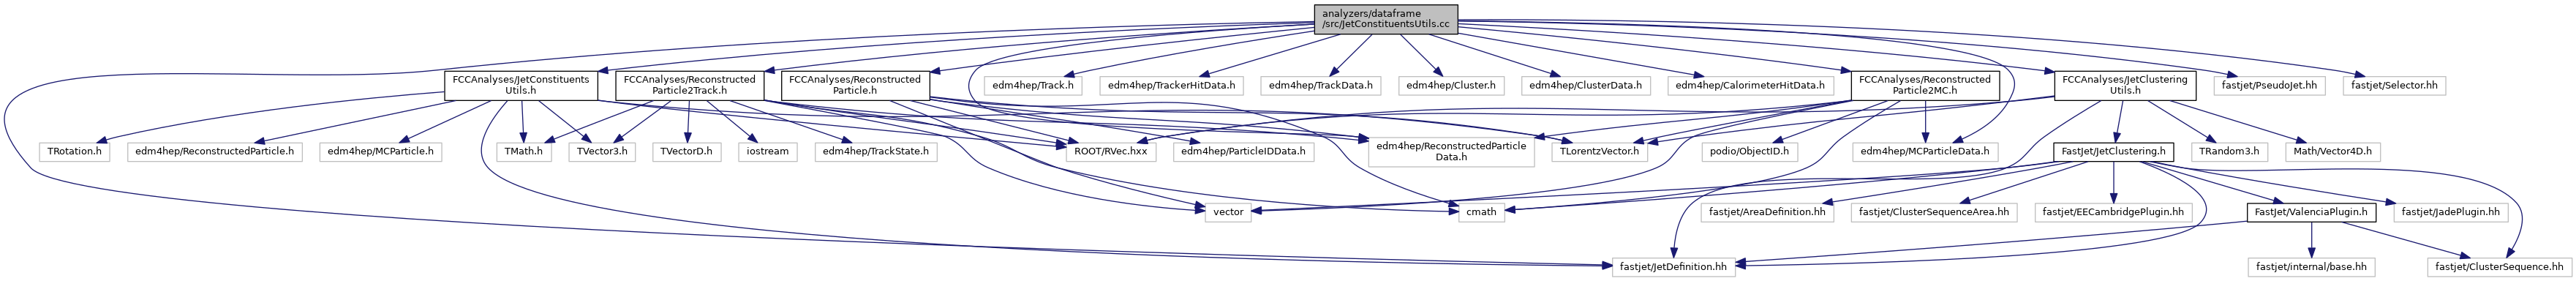 analyzers/dataframe
/src/JetConstituentsUtils.cc
FCCAnalyses/JetConstituents
Utils.h
FCCAnalyses/Reconstructed
Particle2Track.h
FCCAnalyses/Reconstructed
Particle.h
edm4hep/Track.h
edm4hep/TrackerHitData.h
edm4hep/TrackData.h
edm4hep/Cluster.h
edm4hep/ClusterData.h
edm4hep/CalorimeterHitData.h
FCCAnalyses/Reconstructed
Particle2MC.h
FCCAnalyses/JetClustering
Utils.h
fastjet/PseudoJet.hh
fastjet/Selector.hh
TRotation.h
edm4hep/ReconstructedParticle.h
edm4hep/MCParticle.h
TMath.h
TVector3.h
TVectorD.h
iostream
edm4hep/TrackState.h
ROOT/RVec.hxx
edm4hep/ParticleIDData.h
edm4hep/ReconstructedParticle
Data.h
TLorentzVector.h
podio/ObjectID.h
edm4hep/MCParticleData.h
FastJet/JetClustering.h
TRandom3.h
Math/Vector4D.h
vector
cmath
fastjet/AreaDefinition.hh
fastjet/ClusterSequenceArea.hh
fastjet/EECambridgePlugin.hh
FastJet/ValenciaPlugin.h
fastjet/JadePlugin.hh
fastjet/JetDefinition.hh
fastjet/internal/base.hh
fastjet/ClusterSequence.hh